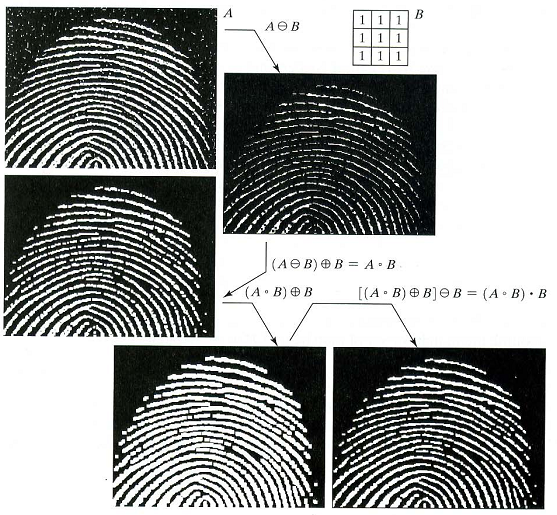 A
A ⊖ B
B
1 1 1
1 1 1
1 1 1
(A ⊖ B) ⊕ B = A ∘ B
(A ∘ B) ⊕ B
[(A ∘ B) ⊕ B] ⊖ B = (A ∘ B) • B